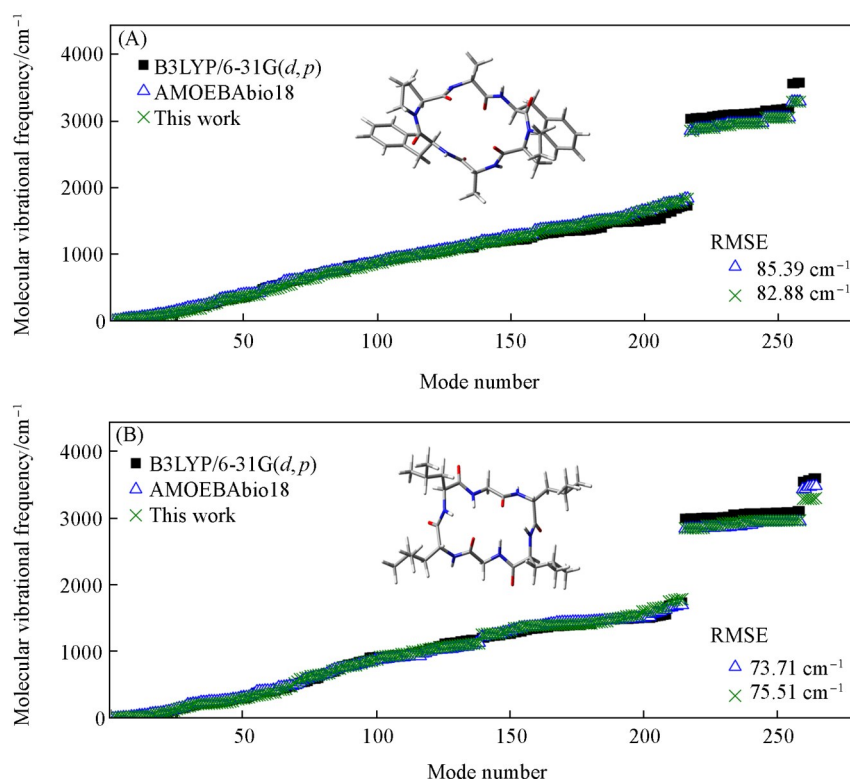 (A)
4000
B3LYP/6-31G(d,p)
AMOEBAbio18
This work
3000
2000
1000
0
RMSE
85.39 cm⁻¹
82.88 cm⁻¹
50
100
150
200
250
Mode number
Molecular vibrational frequency/cm⁻¹
(B)
4000
B3LYP/6-31G(d,p)
AMOEBAbio18
This work
3000
2000
1000
0
RMSE
73.71 cm⁻¹
75.51 cm⁻¹
50
100
150
200
250
Mode number
Molecular vibrational frequency/cm⁻¹